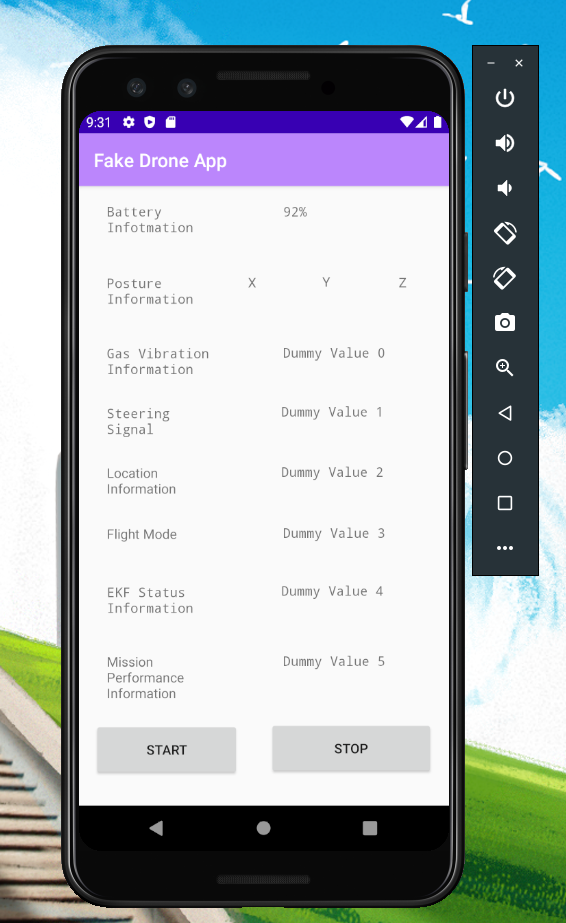 9:31
Fake Drone App
Battery
Infotmation
92%
Posture
Information
X Y Z
Gas Vibration
Information
Dummy Value 0
Steering
Signal
Dummy Value 1
Location
Information
Dummy Value 2
Flight Mode
Dummy Value 3
EKF Status
Information
Dummy Value 4
Mission
Performance
Information
Dummy Value 5
START
STOP